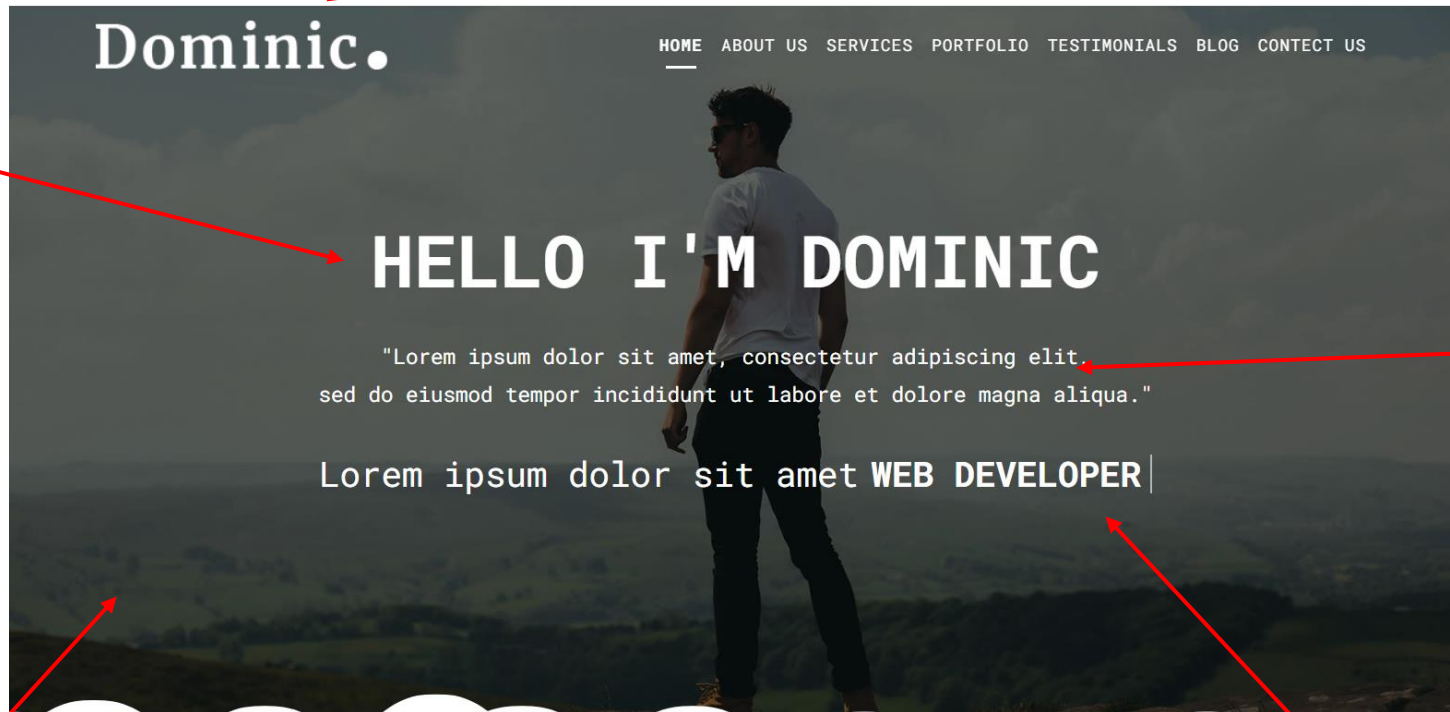 Dominic.
HOME ABOUT US SERVICES PORTFOLIO TESTIMONIALS BLOG CONTECT US
HELLO I'M DOMINIC
"Lorem ipsum dolor sit amet, consectetur adipiscing elit,
sed do eiusmod tempor incididunt ut labore et dolore magna aliqua."
Lorem ipsum dolor sit amet WEB DEVELOPER